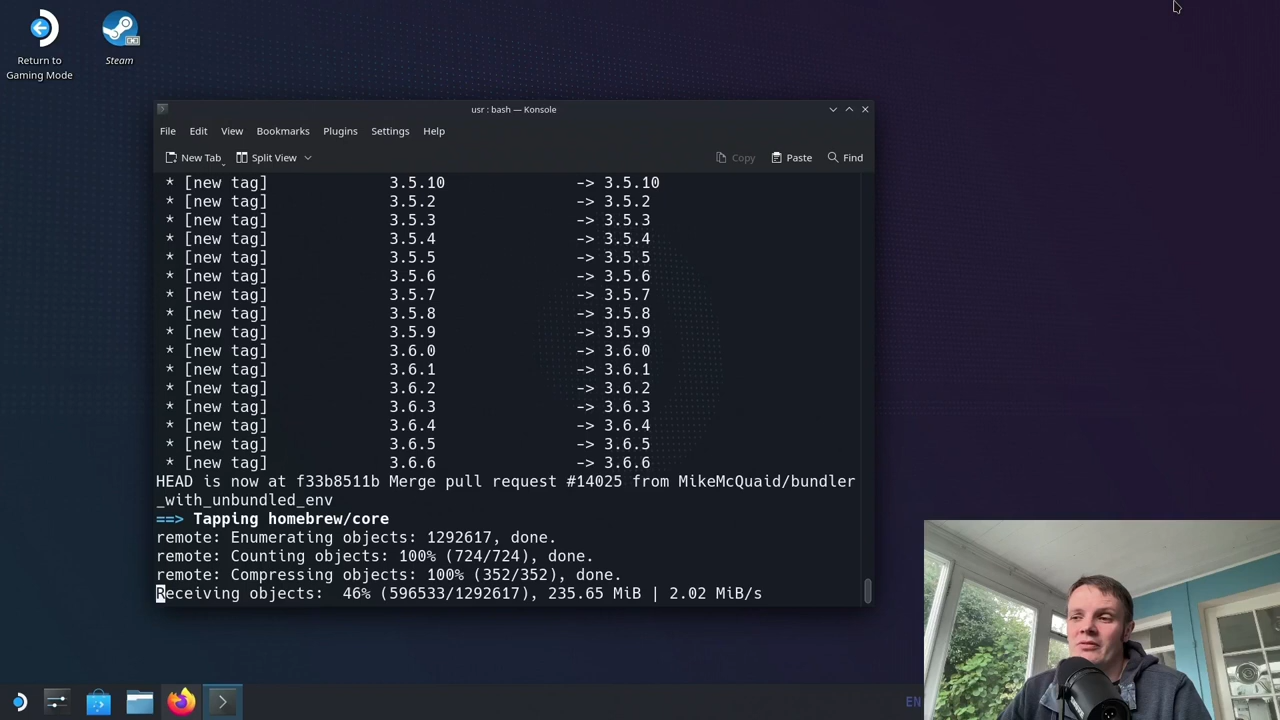 Return to
Gaming Mode
Steam
usr : bash — Konsole
File Edit View Bookmarks Plugins Settings Help
New Tab Split View Copy Paste Find
* [new tag] 3.5.10 -> 3.5.10
* [new tag] 3.5.2 -> 3.5.2
* [new tag] 3.5.3 -> 3.5.3
* [new tag] 3.5.4 -> 3.5.4
* [new tag] 3.5.5 -> 3.5.5
* [new tag] 3.5.6 -> 3.5.6
* [new tag] 3.5.7 -> 3.5.7
* [new tag] 3.5.8 -> 3.5.8
* [new tag] 3.5.9 -> 3.5.9
* [new tag] 3.6.0 -> 3.6.0
* [new tag] 3.6.1 -> 3.6.1
* [new tag] 3.6.2 -> 3.6.2
* [new tag] 3.6.3 -> 3.6.3
* [new tag] 3.6.4 -> 3.6.4
* [new tag] 3.6.5 -> 3.6.5
* [new tag] 3.6.6 -> 3.6.6
HEAD is now at f33b8511b Merge pull request #14025 from MikeMcQuaid/bundler
_with_unbundled_env
==> Tapping homebrew/core
remote: Enumerating objects: 1292617, done.
remote: Counting objects: 100% (724/724), done.
remote: Compressing objects: 100% (352/352), done.
Receiving objects: 46% (596533/1292617), 235.65 MiB | 2.02 MiB/s
EN